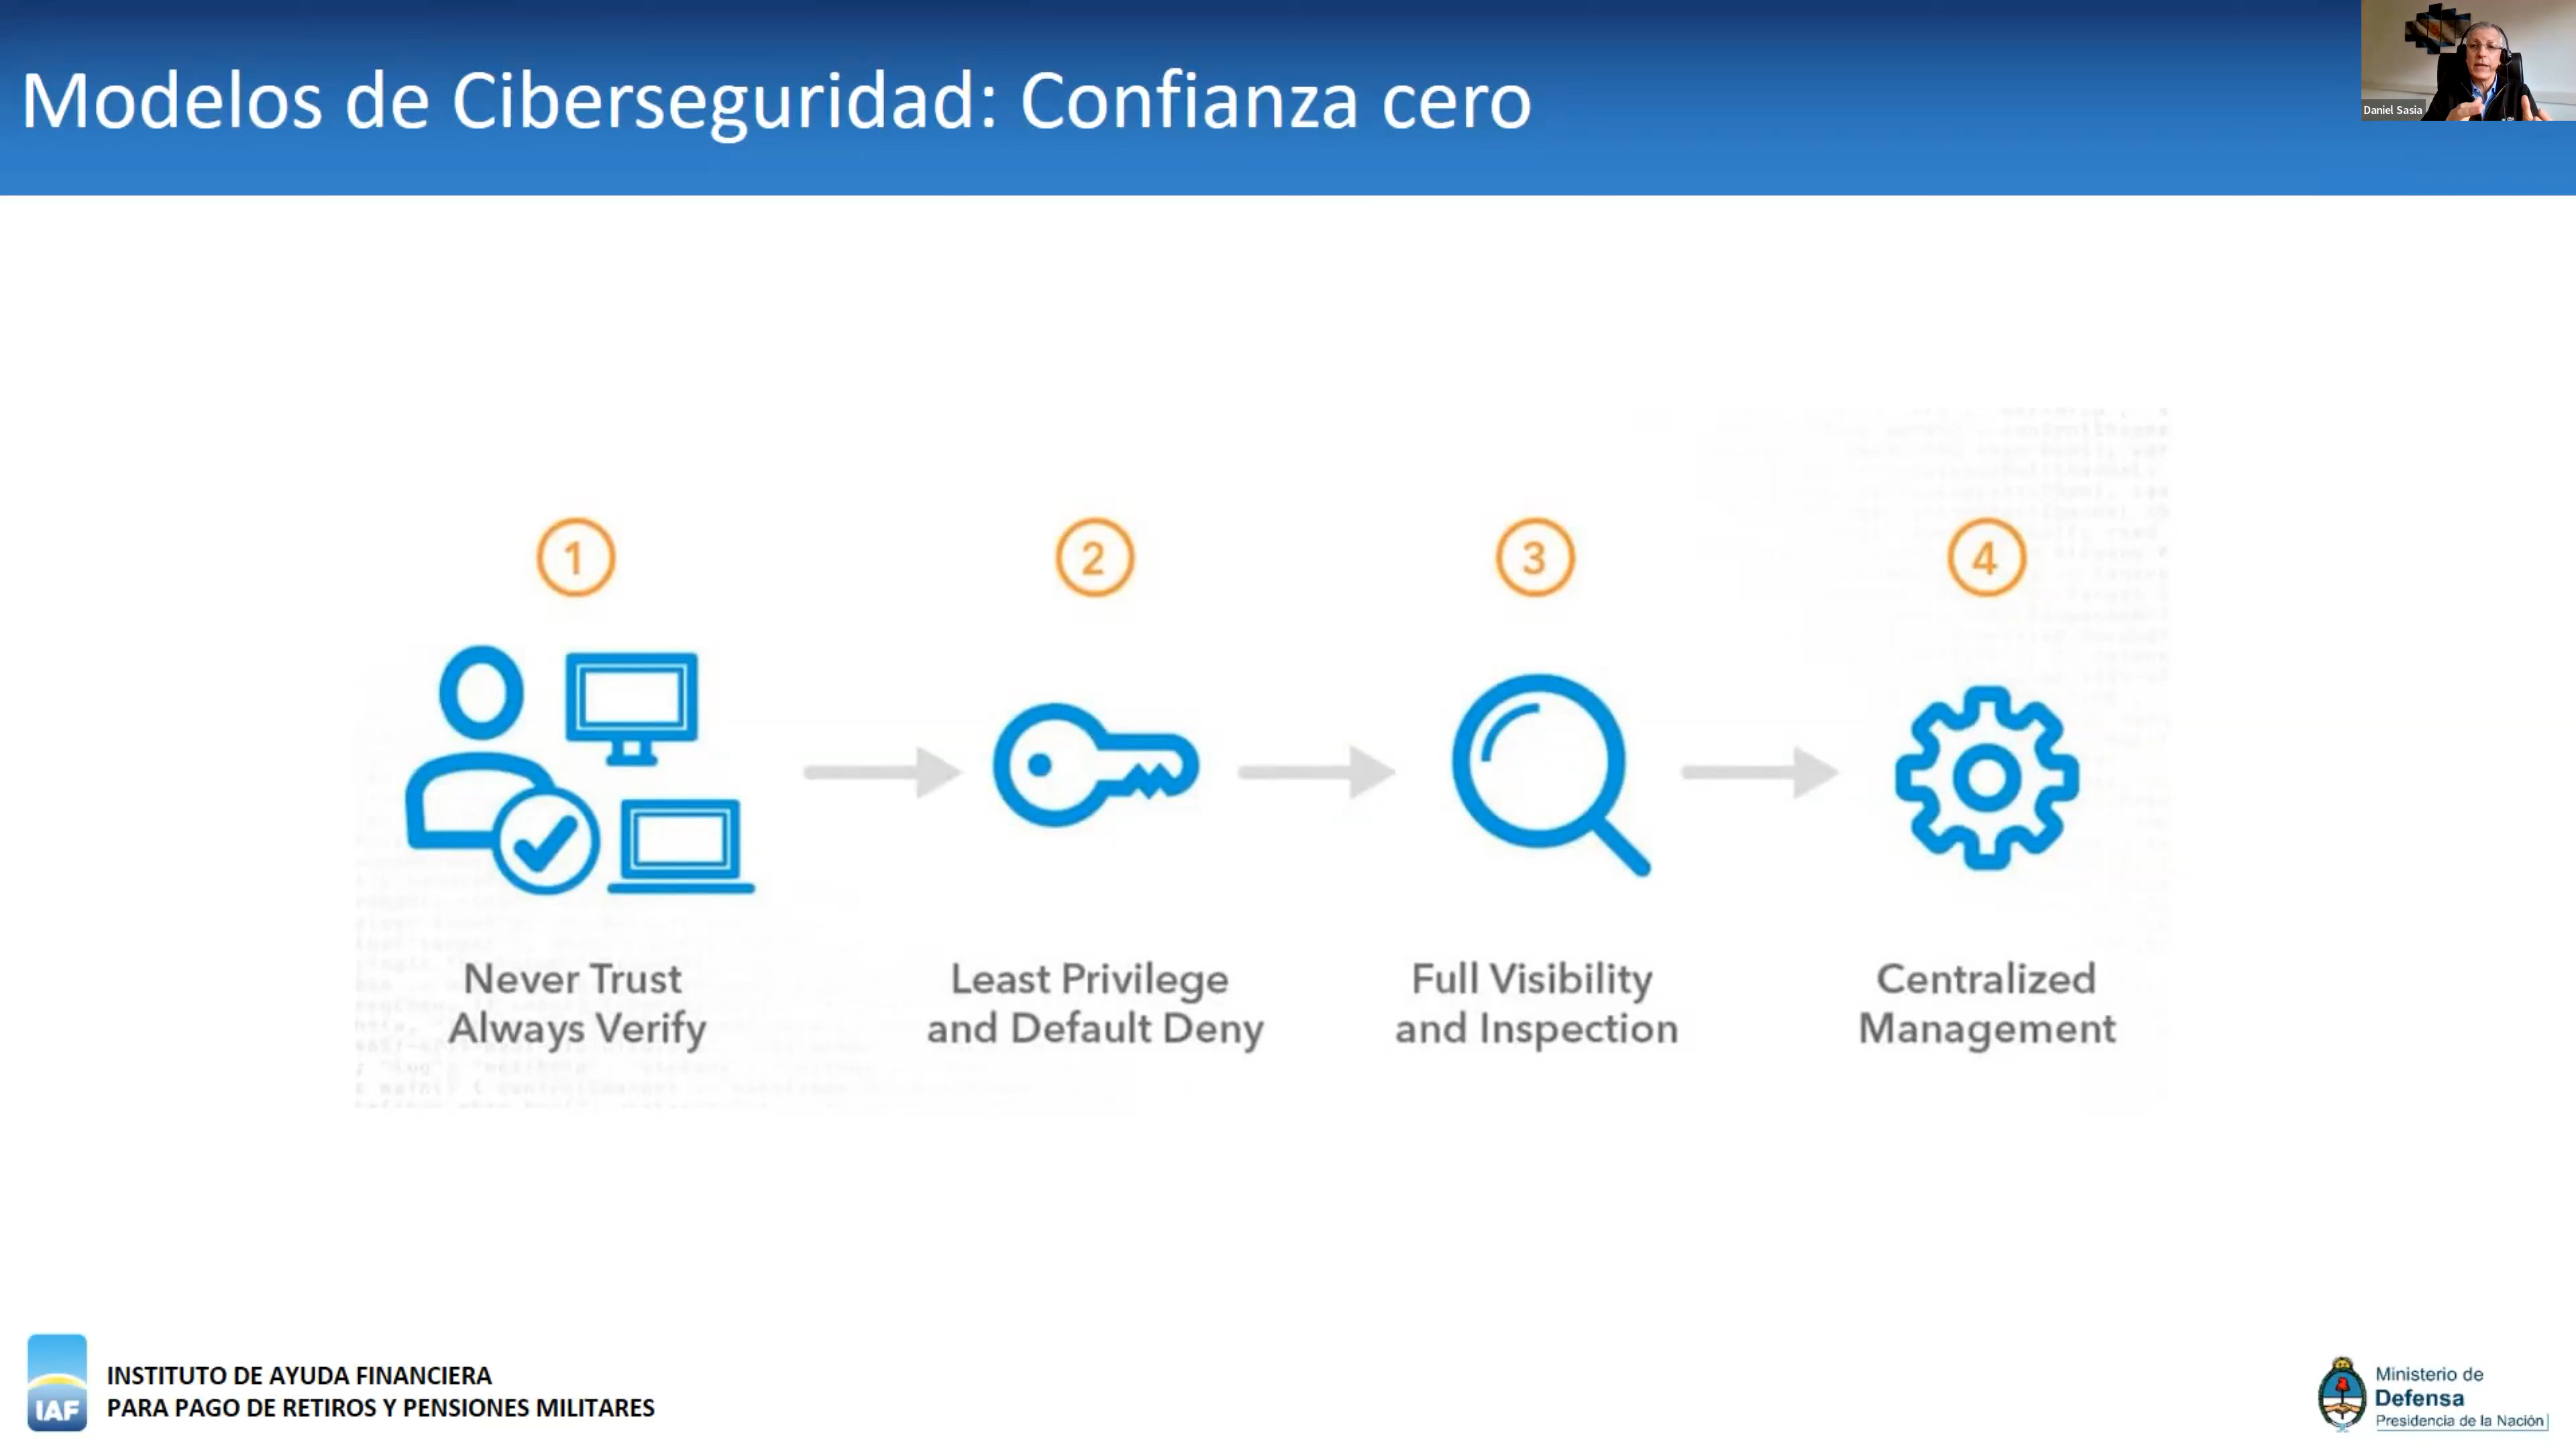 Modelos de Ciberseguridad: Confianza cero
Daniel Sasia
1
2
3
4
Never Trust
Always Verify
Least Privilege
and Default Deny
Full Visibility
and Inspection
Centralized
Management
IAF
INSTITUTO DE AYUDA FINANCIERA
PARA PAGO DE RETIROS Y PENSIONES MILITARES
Ministerio de
Defensa
Presidencia de la Nación